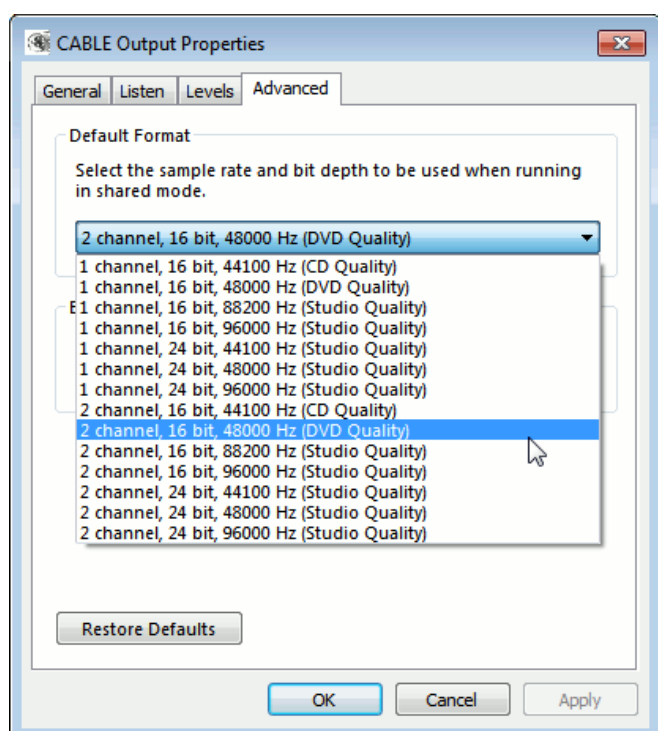 CABLE Output Properties
General Listen Levels Advanced
Default Format
Select the sample rate and bit depth to be used when running
in shared mode.
2 channel, 16 bit, 48000 Hz (DVD Quality)
1 channel, 16 bit, 44100 Hz (CD Quality)
1 channel, 16 bit, 48000 Hz (DVD Quality)
E
1 channel, 16 bit, 88200 Hz (Studio Quality)
1 channel, 16 bit, 96000 Hz (Studio Quality)
1 channel, 24 bit, 44100 Hz (Studio Quality)
1 channel, 24 bit, 48000 Hz (Studio Quality)
1 channel, 24 bit, 96000 Hz (Studio Quality)
2 channel, 16 bit, 44100 Hz (CD Quality)
2 channel, 16 bit, 48000 Hz (DVD Quality)
2 channel, 16 bit, 88200 Hz (Studio Quality)
2 channel, 16 bit, 96000 Hz (Studio Quality)
2 channel, 24 bit, 44100 Hz (Studio Quality)
2 channel, 24 bit, 48000 Hz (Studio Quality)
2 channel, 24 bit, 96000 Hz (Studio Quality)
Restore Defaults
OK Cancel Apply